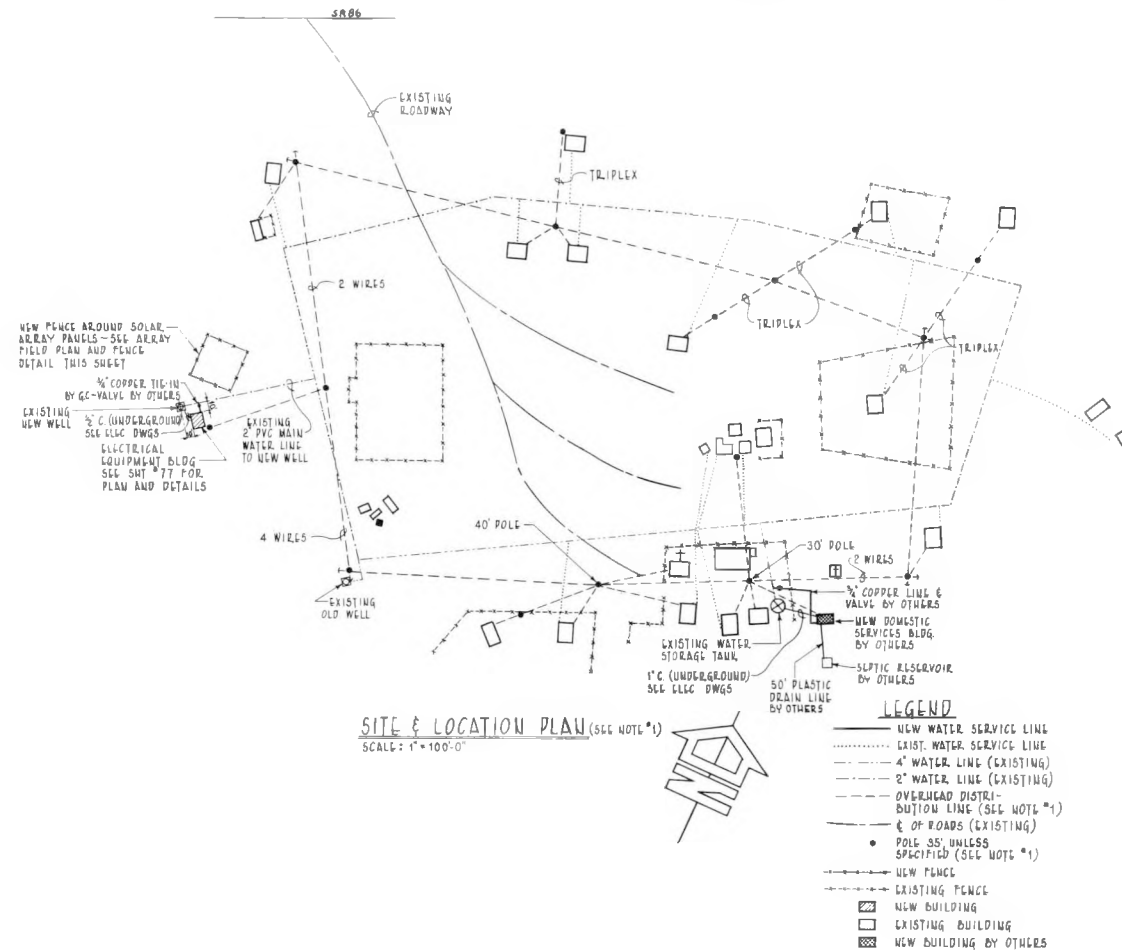 SR86
EXISTING
ROADWAY
TRIPLEX
2 WIRES
TRIPLEX
TRIPLEX
NEW FENCE AROUND SOLAR
ARRAY PANELS - SEE ARRAY
FIELD PLAN AND FENCE
DETAIL THIS SHEET
3/4" COPPER TIE-IN
BY G.C-VALVE BY OTHERS
EXISTING
NEW WELL
1/2" C. (UNDERGROUND)
SEE ELEC DWGS
ELECTRICAL
EQUIPMENT BLDG
SEE SHT #77 FOR
PLAN AND DETAILS
EXISTING
2" PVC MAIN
WATER LINE
TO NEW WELL
4 WIRES
40' POLE
30' POLE
2 WIRES
EXISTING
OLD WELL
3/4" COPPER LINE &
VALVE BY OTHERS
NEW DOMESTIC
SERVICES BLDG.
BY OTHERS
EXISTING WATER
STORAGE TANK
1" C. (UNDERGROUND)
SEE ELEC DWGS
SEPTIC RESERVOIR
BY OTHERS
50' PLASTIC
DRAIN LINE
BY OTHERS
SITE & LOCATION PLAN (SEE NOTE #1)
SCALE: 1" = 100'-0"
N
LEGEND
NEW WATER SERVICE LINE
EXIST. WATER SERVICE LINE
4" WATER LINE (EXISTING)
2" WATER LINE (EXISTING)
OVERHEAD DISTRI-
BUTION LINE (SEE NOTE #1)
℄ OF ROADS (EXISTING)
POLE 35' UNLESS
SPECIFIED (SEE NOTE #1)
NEW FENCE
EXISTING FENCE
NEW BUILDING
EXISTING BUILDING
NEW BUILDING BY OTHERS